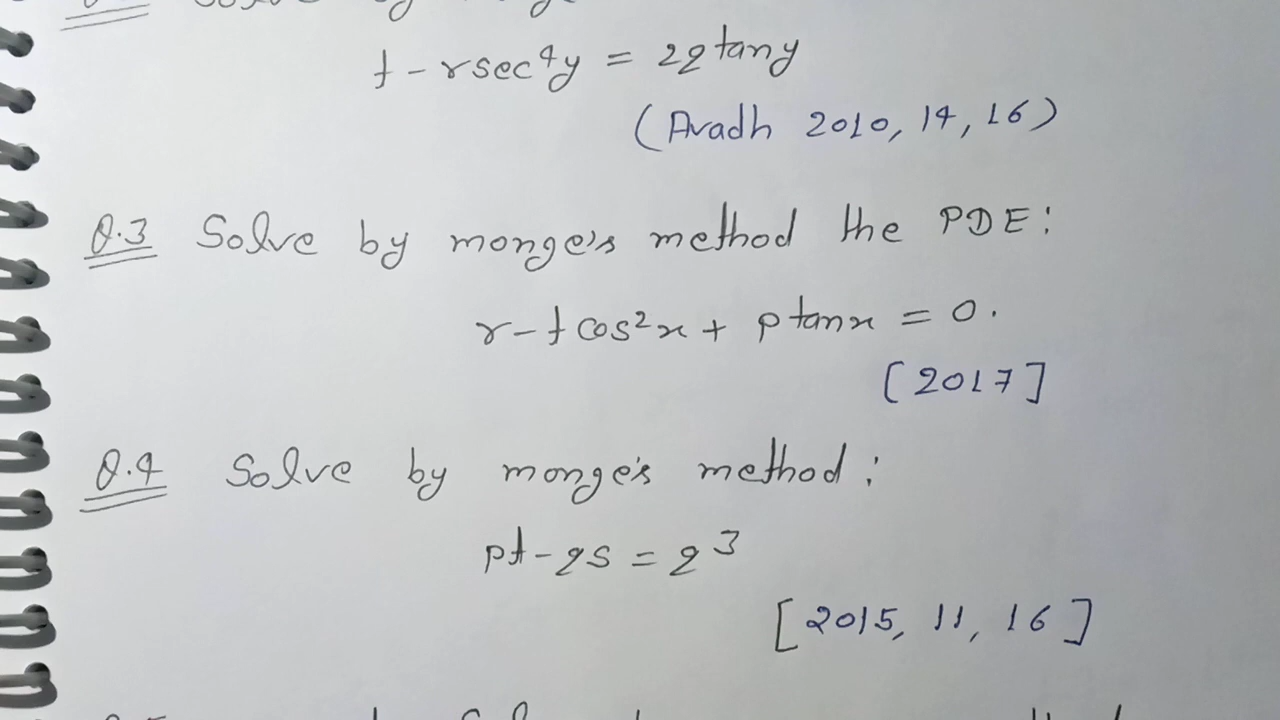 t - r sec⁴y = 2q tany
(Avadh 2010, 14, 16)
Q.3 Solve by monge's method the PDE:
r - t cos²x + p tanx = 0.
[2017]
Q.4 Solve by monge's method:
pt - qs = q³
[2015, 11, 16]